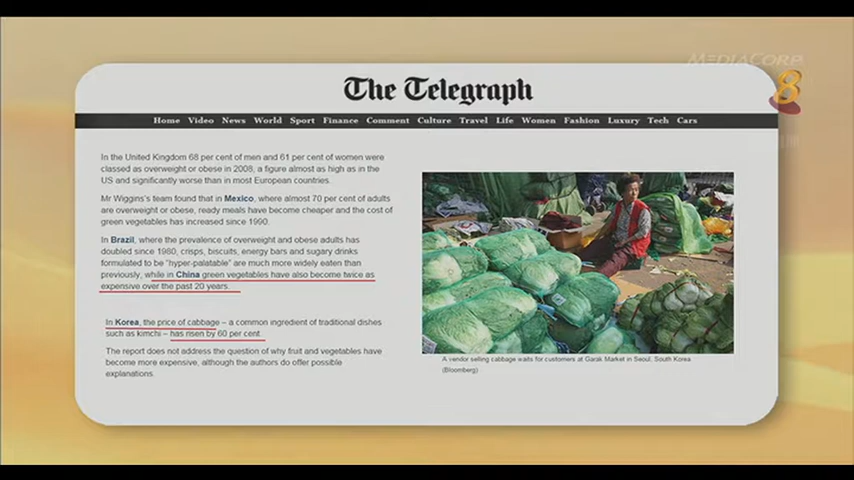 MEDIACORP
8
The Telegraph
Home Video News World Sport Finance Comment Culture Travel Life Women Fashion Luxury Tech Cars
In the United Kingdom 68 per cent of men and 61 per cent of women were
classed as overweight or obese in 2008, a figure almost as high as in the
US and significantly worse than in most European countries.
Mr Wiggins's team found that in Mexico, where almost 70 per cent of adults
are overweight or obese, ready meals have become cheaper and the cost of
green vegetables has increased since 1990.
In Brazil, where the prevalence of overweight and obese adults has
doubled since 1980, crisps, biscuits, energy bars and sugary drinks
formulated to be "hyper-palatable" are much more widely eaten than
previously, while in China green vegetables have also become twice as
expensive over the past 20 years.
In Korea, the price of cabbage – a common ingredient of traditional dishes
such as kimchi – has risen by 60 per cent.
The report does not address the question of why fruit and vegetables have
become more expensive, although the authors do offer possible
explanations.
A vendor selling cabbage waits for customers at Garak Market in Seoul, South Korea
(Bloomberg)